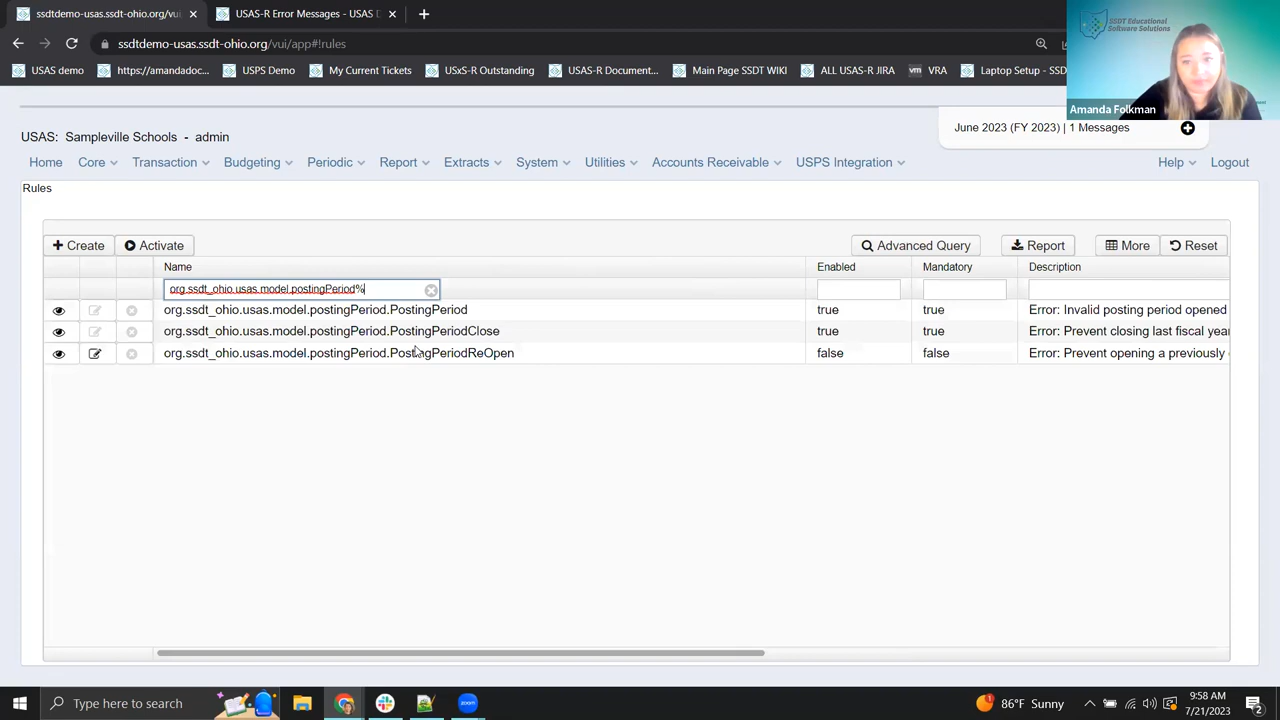 ssdtdemo-usas.ssdt-ohio.org/vui
USAS-R Error Messages - USAS D
ssdtdemo-usas.ssdt-ohio.org/vui/app#!rules
USAS demo
https://amandadoc...
USPS Demo
My Current Tickets
USxS-R Outstanding
USAS-R Document...
Main Page SSDT WIKI
ALL USAS-R JIRA
VRA
Laptop Setup - SSD
SSDT Educational
Software Solutions
Amanda Folkman
USAS: Sampleville Schools - admin
June 2023 (FY 2023) | 1 Messages
Home Core Transaction Budgeting Periodic Report Extracts System Utilities Accounts Receivable USPS Integration Help Logout
Rules
Create Activate Advanced Query Report More Reset
Name Enabled Mandatory Description
org.ssdt_ohio.usas.model.postingPeriod%
org.ssdt_ohio.usas.model.postingPeriod.PostingPeriod true true Error: Invalid posting period opened
org.ssdt_ohio.usas.model.postingPeriod.PostingPeriodClose true true Error: Prevent closing last fiscal year
org.ssdt_ohio.usas.model.postingPeriod.PostingPeriodReOpen false false Error: Prevent opening a previously
Type here to search
zoom
86°F Sunny
9:58 AM
7/21/2023
2